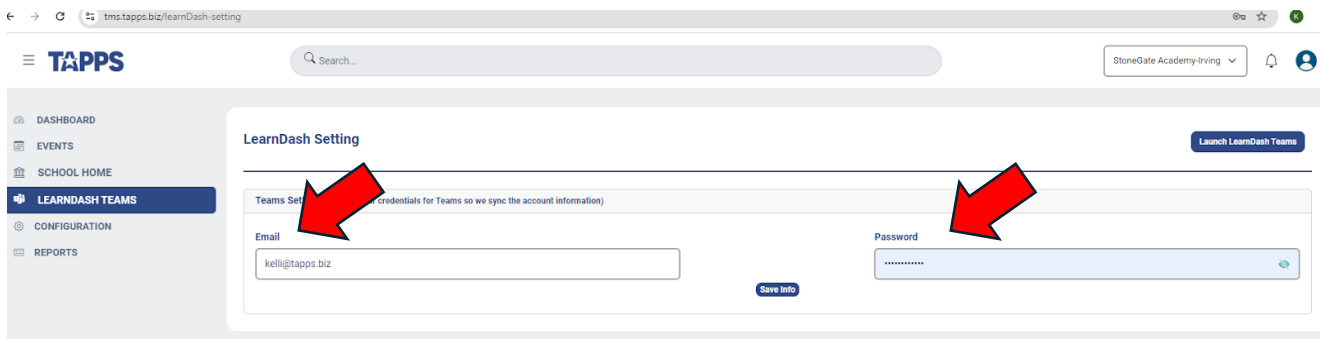 tms.tapps.biz/learnDash-setting
K
TAPPS
Search...
StoneGate Academy-Irving
DASHBOARD
EVENTS
SCHOOL HOME
LEARNDASH TEAMS
CONFIGURATION
REPORTS
LearnDash Setting
Launch LearnDash Teams
Teams credentials for Teams so we sync the account information)
Email
Password
kelli@tapps.biz
............
Save Info